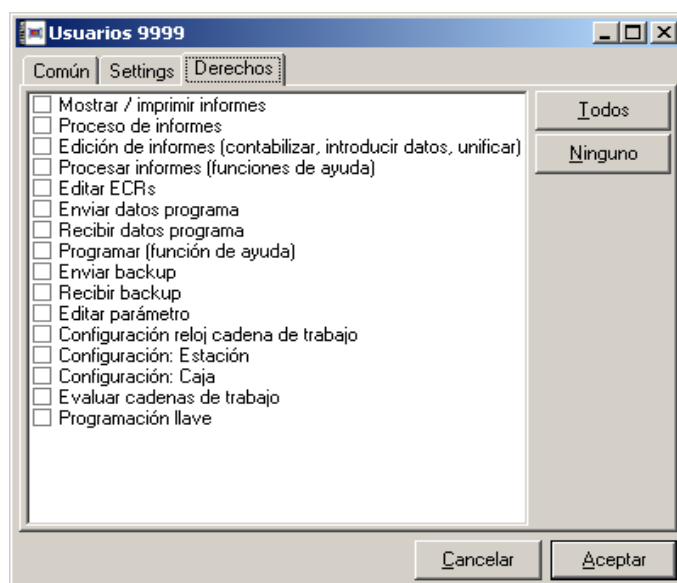 Usuarios 9999
Común Settings Derechos
Mostrar / imprimir informes
Proceso de informes
Edición de informes (contabilizar, introducir datos, unificar)
Procesar informes (funciones de ayuda)
Editar ECRs
Enviar datos programa
Recibir datos programa
Programar (función de ayuda)
Enviar backup
Recibir backup
Editar parámetro
Configuración reloj cadena de trabajo
Configuración: Estación
Configuración: Caja
Evaluar cadenas de trabajo
Programación llave
Todos
Ninguno
Cancelar Aceptar